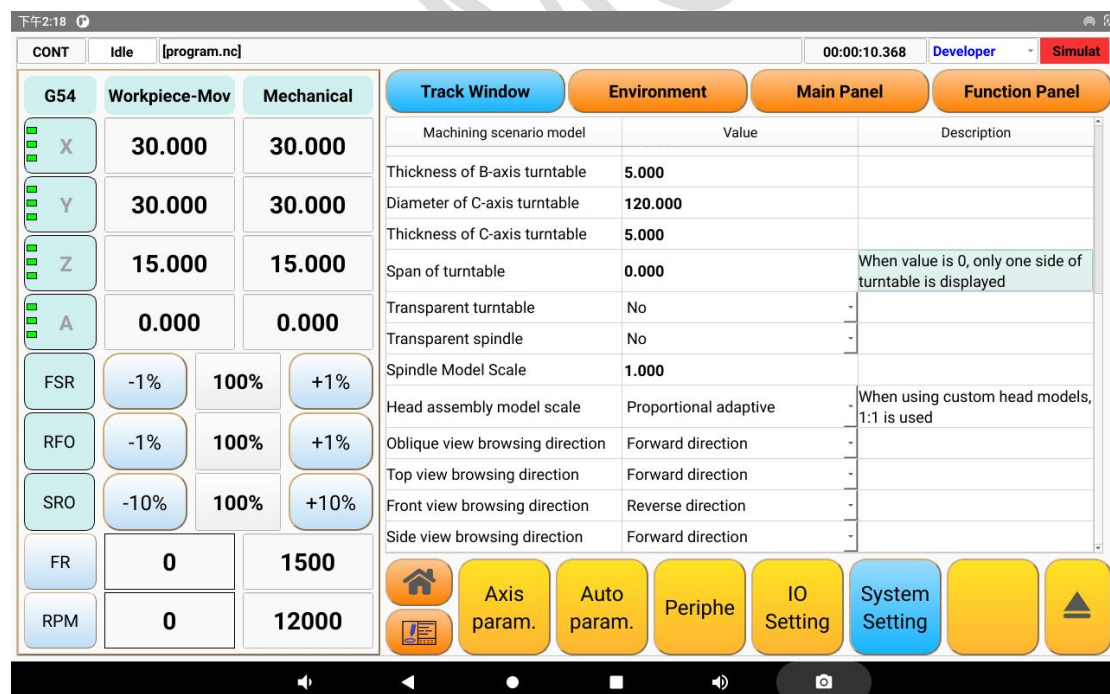 下午2:18
CONT Idle [program.nc] 00:00:10.368 Developer Simulat
G54 Workpiece-Mov Mechanical
X 30.000 30.000
Y 30.000 30.000
Z 15.000 15.000
A 0.000 0.000
FSR -1% 100% +1%
RFO -1% 100% +1%
SRO -10% 100% +10%
FR 0 1500
RPM 0 12000
Track Window Environment Main Panel Function Panel
Machining scenario model Value Description
Thickness of B-axis turntable 5.000
Diameter of C-axis turntable 120.000
Thickness of C-axis turntable 5.000
Span of turntable 0.000 When value is 0, only one side of
turntable is displayed
Transparent turntable No
Transparent spindle No
Spindle Model Scale 1.000
Head assembly model scale Proportional adaptive When using custom head models,
1:1 is used
Oblique view browsing direction Forward direction
Top view browsing direction Forward direction
Front view browsing direction Reverse direction
Side view browsing direction Forward direction
Axis
param.
Auto
param.
Periphe
IO
Setting
System
Setting